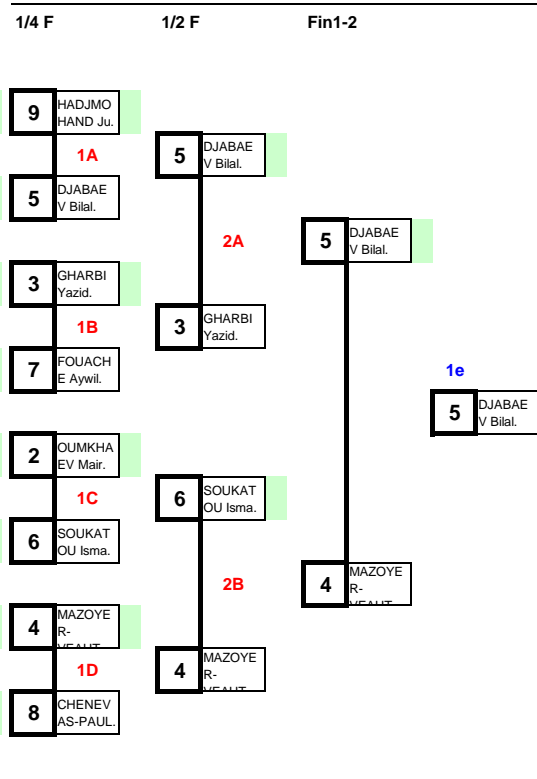 1/4 F 1/2 F Fin1-2
9 HADJMO
HAND Ju.
1A
5 DJABAE
V Bilal.
3 GHARBI
Yazid.
1B
7 FOUACH
E Aywil.
2 OUMKHA
EV Mair.
1C
6 SOUKAT
OU Isma.
4 MAZOYE
R-
VEAUT
1D
8 CHENEV
AS-PAUL.
5 DJABAE
V Bilal.
2A
3 GHARBI
Yazid.
6 SOUKAT
OU Isma.
2B
4 MAZOYE
R-
VEAUT
5 DJABAE
V Bilal.
4 MAZOYE
R-
VEAUT
1e
5 DJABAE
V Bilal.